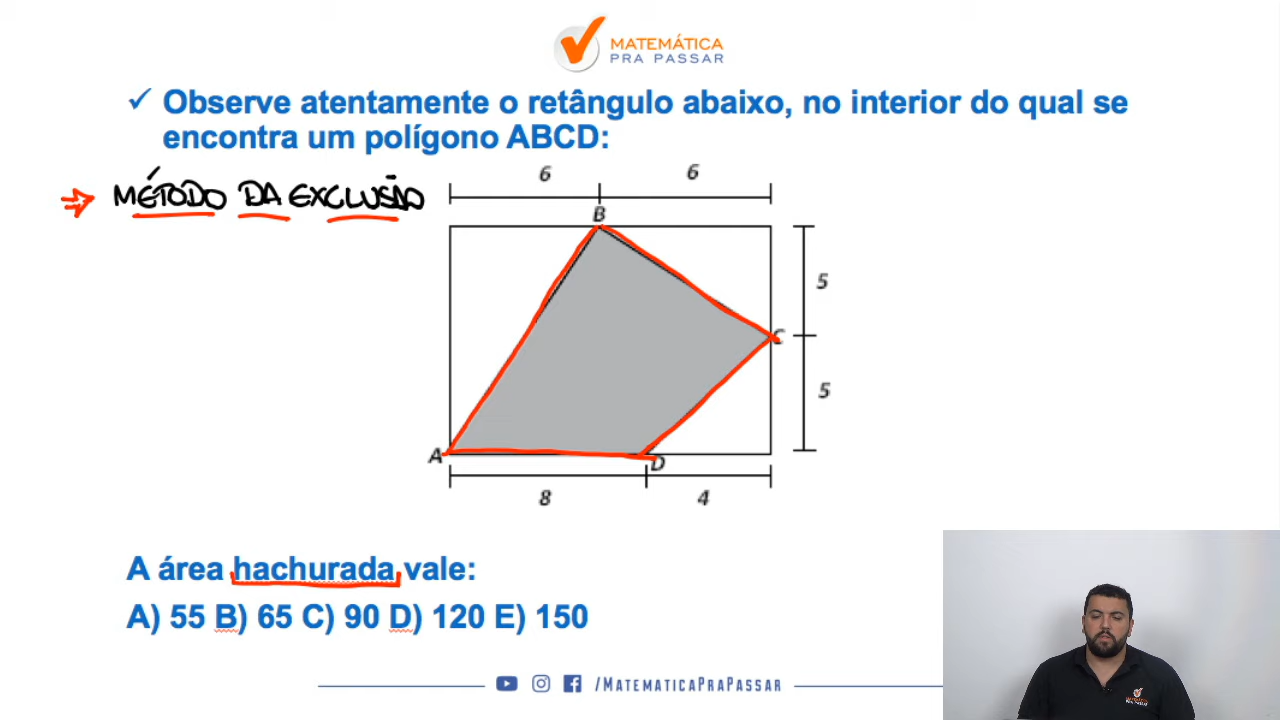 MATEMÁTICA
PRA PASSAR
✓ Observe atentamente o retângulo abaixo, no interior do qual se
encontra um polígono ABCD:
⇒ MÉTODO DA EXCLUSÃO
6 6
B
5
C
5
A D
8 4
A área hachurada vale:
A) 55 B) 65 C) 90 D) 120 E) 150
/MATEMATICAPRAPASSAR